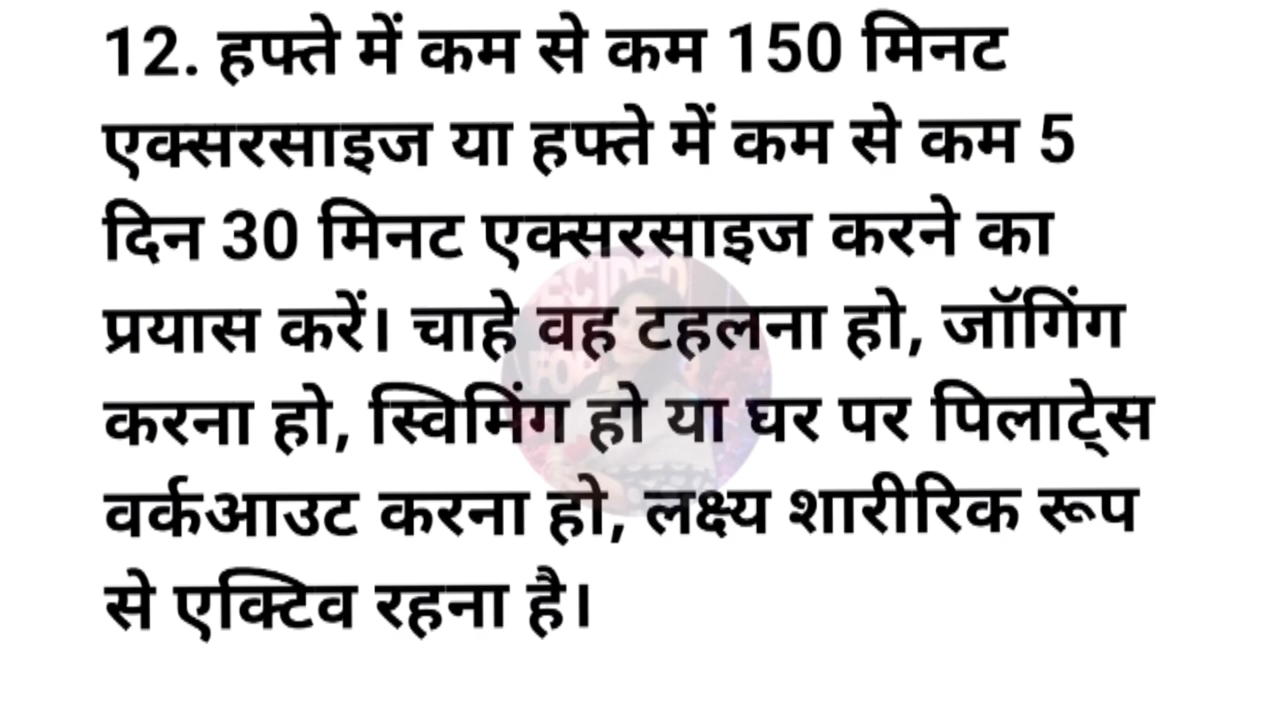 12. हफ्ते में कम से कम 150 मिनट
एक्सरसाइज या हफ्ते में कम से कम 5
दिन 30 मिनट एक्सरसाइज करने का
प्रयास करें। चाहे वह टहलना हो, जॉगिंग
करना हो, स्विमिंग हो या घर पर पिलाट्स
वर्कआउट करना हो, लक्ष्य शारीरिक रूप
से एक्टिव रहना है।